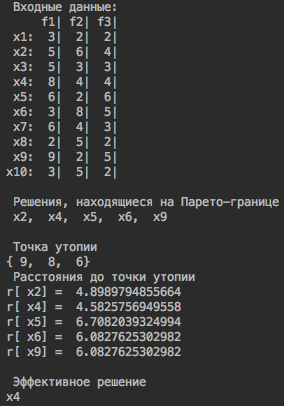 Входные данные:
f1| f2| f3|
x1: 3| 2| 2|
x2: 5| 6| 4|
x3: 5| 3| 3|
x4: 8| 4| 4|
x5: 6| 2| 6|
x6: 3| 8| 5|
x7: 6| 4| 3|
x8: 2| 5| 2|
x9: 9| 2| 5|
x10: 3| 5| 2|
Решения, находящиеся на Парето-границе
x2, x4, x5, x6, x9
Точка утопии
{ 9, 8, 6}
Расстояния до точки утопии
r[ x2] = 4.8989794855664
r[ x4] = 4.5825756949558
r[ x5] = 6.7082039324994
r[ x6] = 6.0827625302982
r[ x9] = 6.0827625302982
Эффективное решение
x4